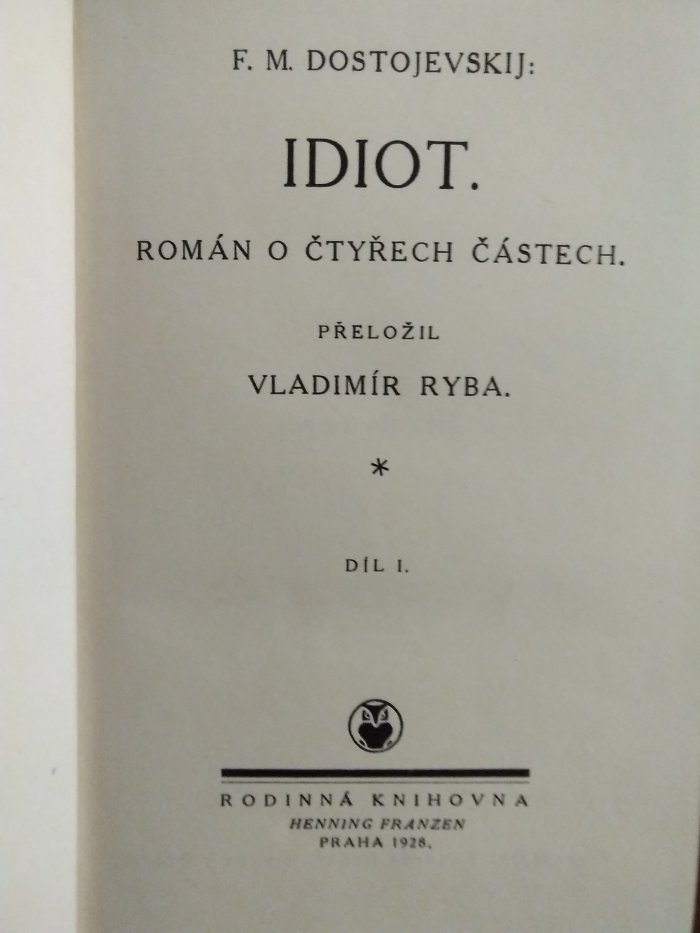 F. M. DOSTOJEVSKIJ:
IDIOT.
ROMÁN O ČTYŘECH ČÁSTECH.
PŘELOŽIL
VLADIMÍR RYBA.
*
DÍL I.
RODINNÁ KNIHOVNA
HENNING FRANZEN
PRAHA 1928.